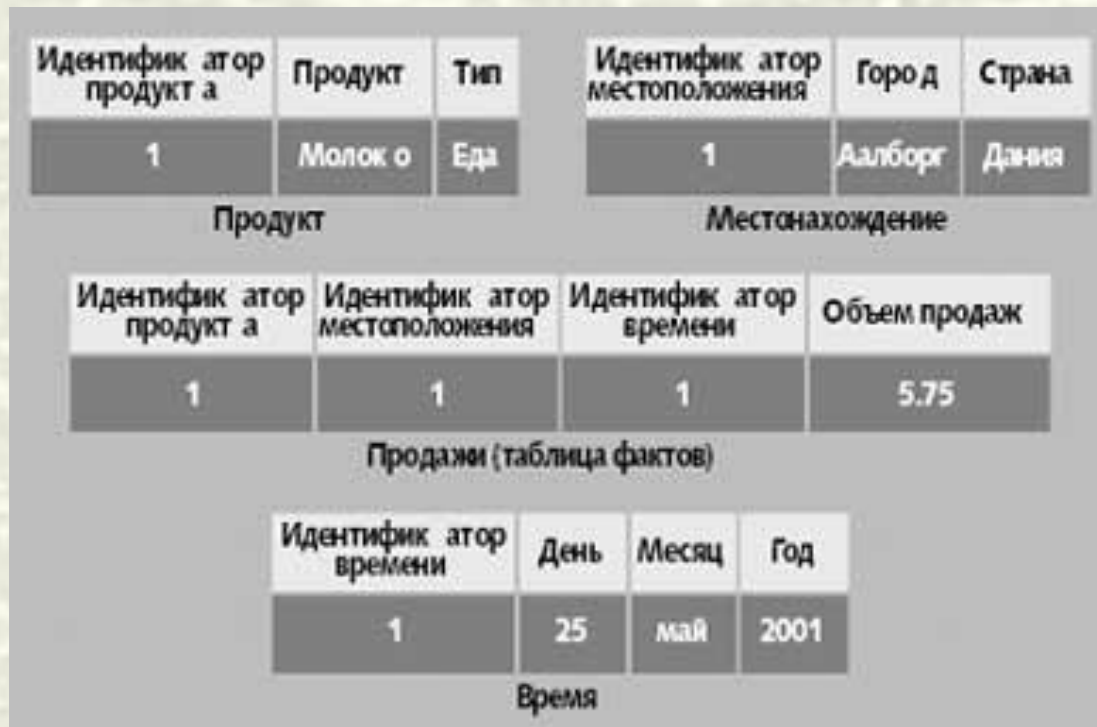 Идентифик атор продукт а
Продукт
Тип
1
Молок о
Еда
Продукт
Идентифик атор местоположения
Горо д
Страна
1
Аалборг
Дания
Местонахождение
Идентифик атор продукт а
Идентифик атор местоположения
Идентифик атор времени
Объем продаж
1
1
1
5.75
Продажи (таблица фактов)
Идентифик атор времени
День
Месяц
Год
1
25
май
2001
Время